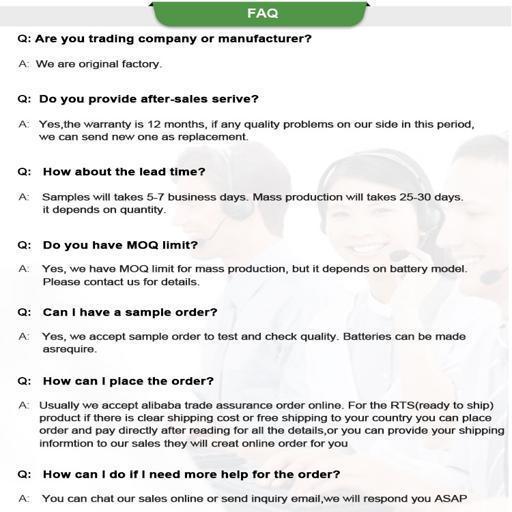 FAQ
Q: Are you trading company or manufacturer?
A: We are original factory.
Q: Do you provide after-sales serive?
A: Yes,the warranty is 12 months, if any quality problems on our side in this period,
we can send new one as replacement.
Q: How about the lead time?
A: Samples will takes 5-7 business days. Mass production will takes 25-30 days.
it depends on quantity.
Q: Do you have MOQ limit?
A: Yes, we have MOQ limit for mass production, but it depends on battery model.
Please contact us for details.
Q: Can I have a sample order?
A: Yes, we accept sample order to test and check quality. Batteries can be made
asrequire.
Q: How can I place the order?
A: Usually we accept alibaba trade assurance order online. For the RTS(ready to ship)
product if there is clear shipping cost or free shipping to your country you can place
order and pay directly after reading for all the details,or you can provide your shipping
informtion to our sales they will creat online order for you
Q: How can I do if I need more help for the order?
A: You can chat our sales online or send inquiry email,we will respond you ASAP